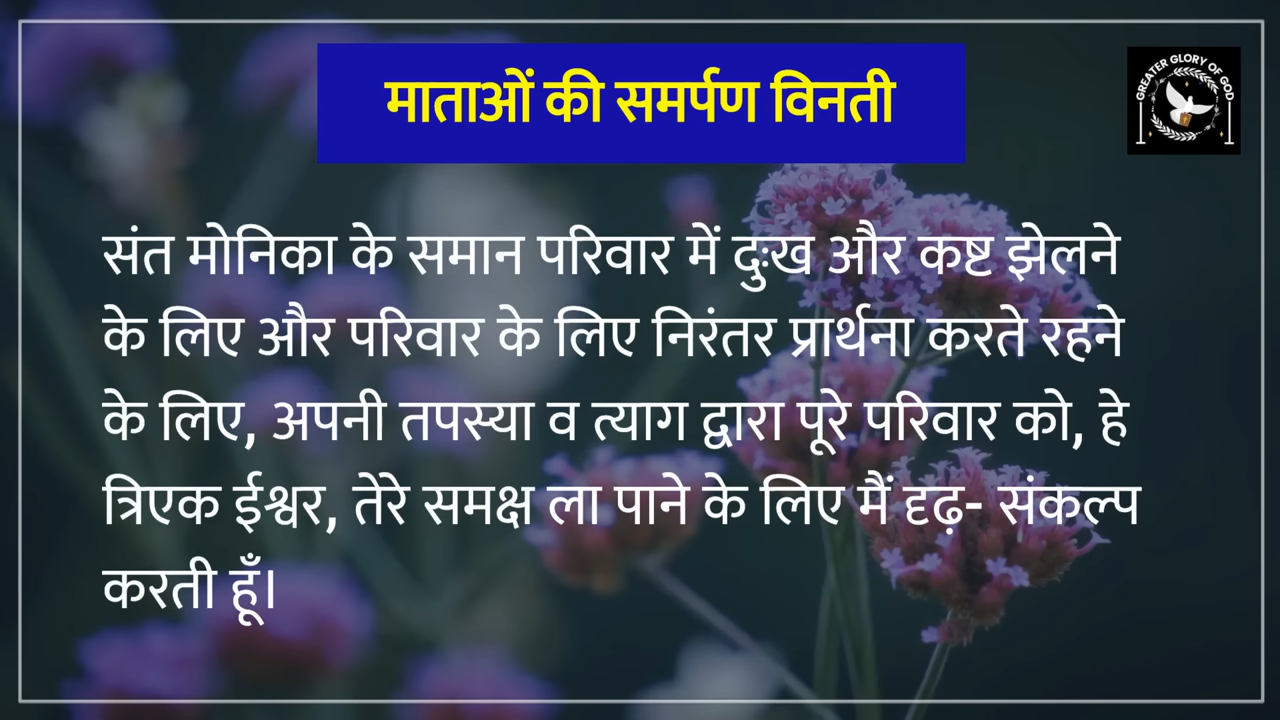 माताओं की समर्पण विनती
GREATER GLORY OF GOD
संत मोनिका के समान परिवार में दुःख और कष्ट झेलने
के लिए और परिवार के लिए निरंतर प्रार्थना करते रहने
के लिए, अपनी तपस्या व त्याग द्वारा पूरे परिवार को, हे
त्रिएक ईश्वर, तेरे समक्ष ला पाने के लिए मैं दृढ़- संकल्प
करती हूँ।